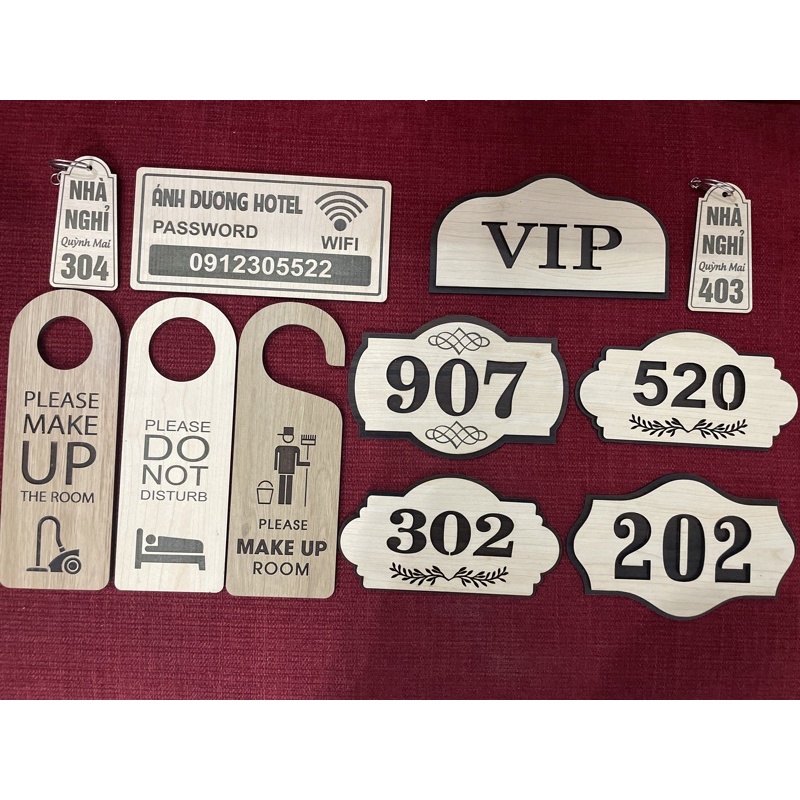 NHÀ
NGHỈ
Quỳnh Mai
304
ÁNH DƯƠNG HOTEL
PASSWORD
WIFI
0912305522
VIP
NHÀ
NGHỈ
Quỳnh Mai
403
PLEASE
MAKE
UP
THE ROOM
PLEASE
DO
NOT
DISTURB
PLEASE
MAKE UP
ROOM
907
520
302
202